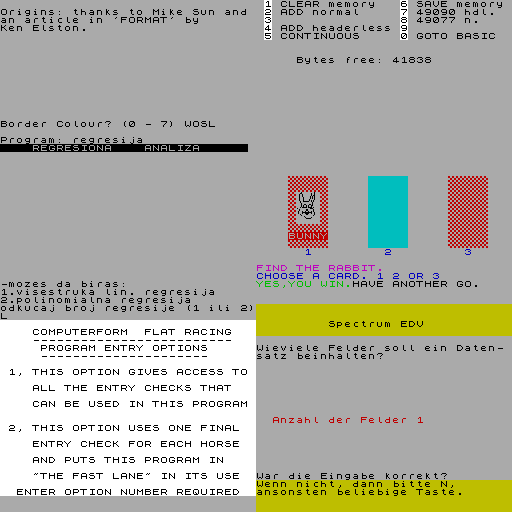 Origins: thanks to Mike Sun and
an article in 'FORMAT' by
Ken Elston.
Border Colour? (0 - 7) WOSL
1 CLEAR memory 6 SAVE memory
2 ADD normal 7 49090 hdl.
3 8 49077 n.
4 ADD headerless 9
5 CONTINUOUS 0 GOTO BASIC
Bytes free: 41838
Program: regresija
REGRESIONA ANALIZA
-mozes da biras:
1.visestruka lin. regresija
2.polinomialna regresija
odkucaj broj regresije (1 ili 2)
L
BUNNY
1 2 3
FIND THE RABBIT.
CHOOSE A CARD. 1 2 OR 3
YES,YOU WIN.HAVE ANOTHER GO.
COMPUTERFORM FLAT RACING
PROGRAM ENTRY OPTIONS
1, THIS OPTION GIVES ACCESS TO
ALL THE ENTRY CHECKS THAT
CAN BE USED IN THIS PROGRAM
2, THIS OPTION USES ONE FINAL
ENTRY CHECK FOR EACH HORSE
AND PUTS THIS PROGRAM IN
"THE FAST LANE" IN ITS USE
ENTER OPTION NUMBER REQUIRED
Spectrum EDV
Wieviele Felder soll ein Daten-
satz beinhalten?
Anzahl der Felder 1
War die Eingabe korrekt?
Wenn nicht, dann bitte N,
ansonsten beliebige Taste.